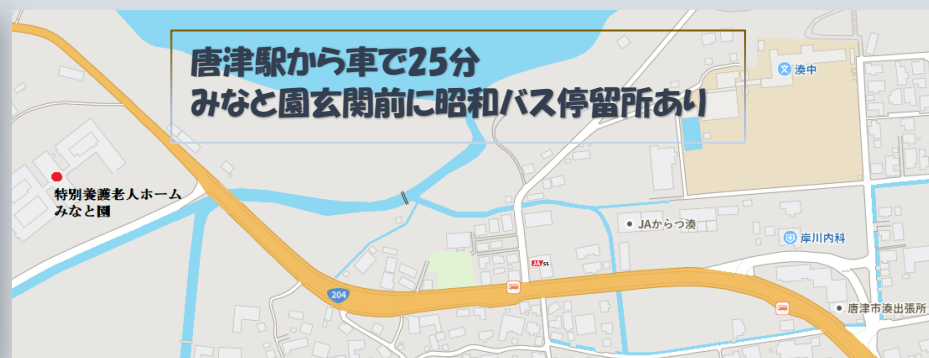 唐津駅から車で25分
みなと園玄関前に昭和バス停留所あり
湊中
特別養護老人ホーム
みなと園
JAからつ湊
岸川内科
JA SS
204
唐津市湊出張所